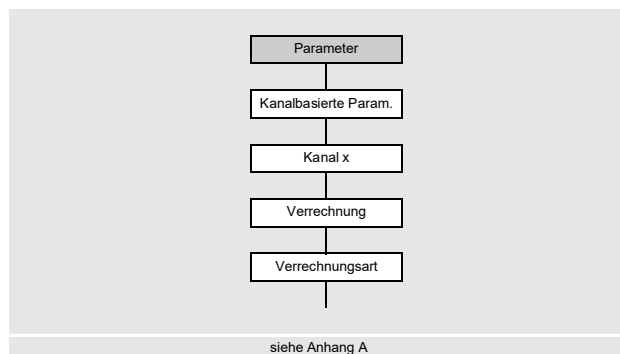 Parameter
Kanalbasierte Param.
Kanal x
Verrechnung
Verrechnungsart
siehe Anhang A